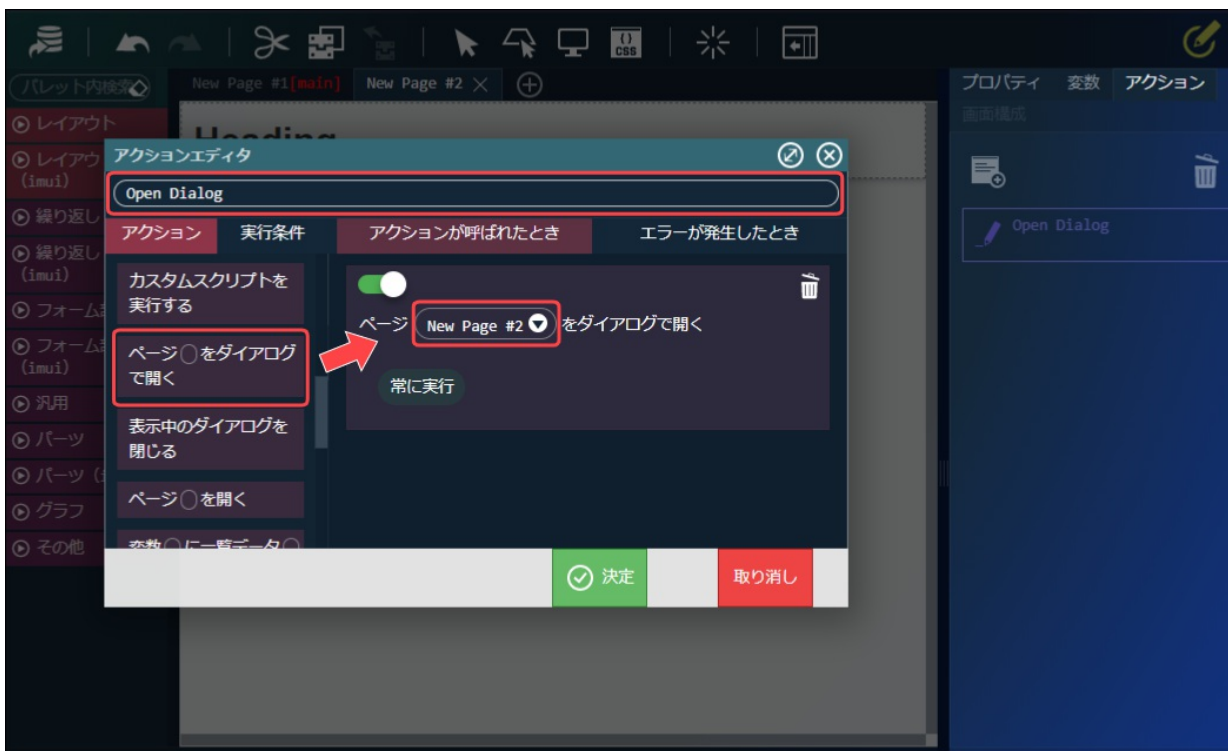 {}
CSS
パレット内検索
New Page #1[main]
New Page #2
プロパティ
変数
アクション
画面構成
レイアウト
レイアウ
(imui)
繰り返し
繰り返し
(imui)
フォーム
フォーム
(imui)
汎用
パーツ
パーツ
グラフ
その他
Heading
アクションエディタ
Open Dialog
アクション
実行条件
アクションが呼ばれたとき
エラーが発生したとき
カスタムスクリプトを
実行する
ページ○をダイアログ
で開く
表示中のダイアログを
閉じる
ページ○を開く
変数○に一覧データ○
ページ New Page #2 をダイアログで開く
常に実行
決定
取り消し
Open Dialog